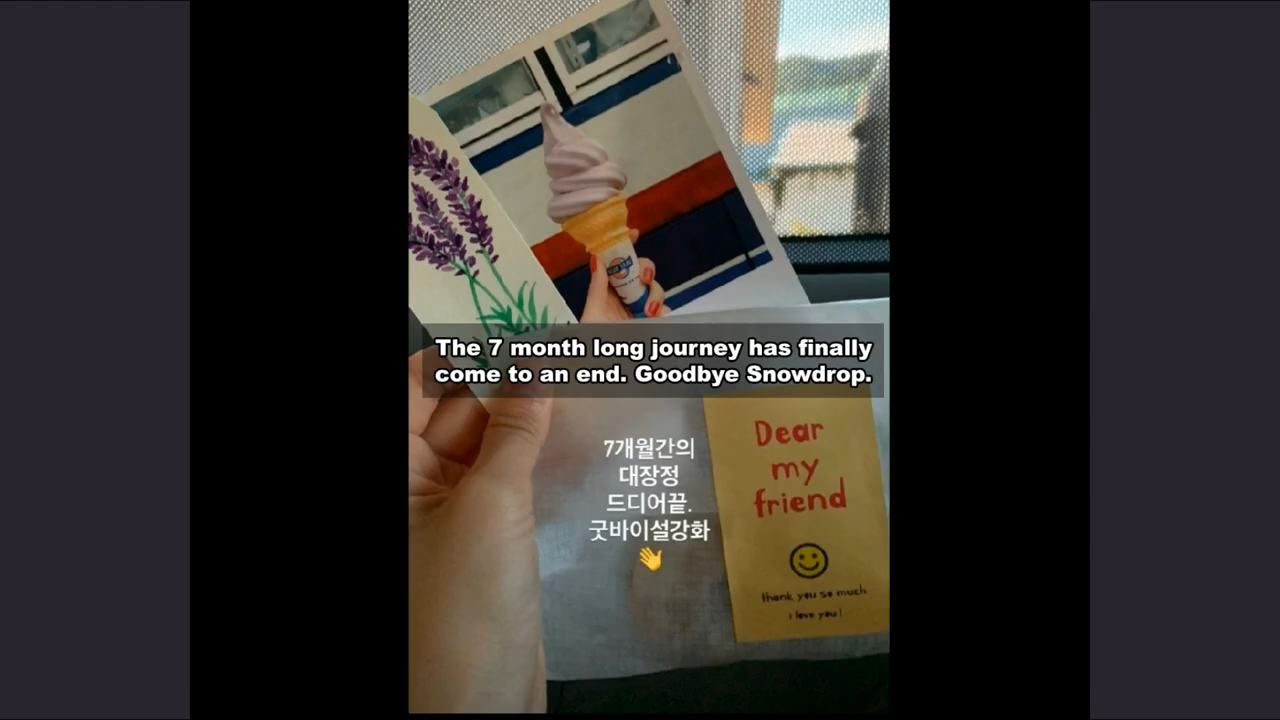 The 7 month long journey has finally
come to an end. Goodbye Snowdrop.
7개월간의
대장정
드디어끝.
굿바이설강화
👋
Dear
my
friend
thank you so much
i love you!